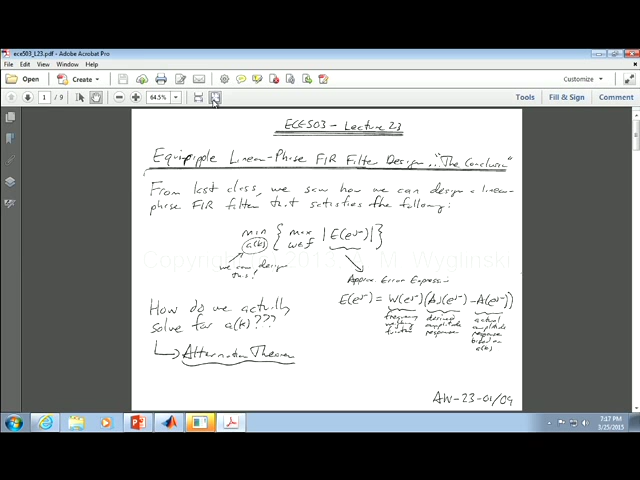 ece503_L23.pdf - Adobe Acrobat Pro
File Edit View Window Help
Open
Create
Customize
1 / 9
64.5%
Tools Fill & Sign Comment
ECE503 - Lecture 23
Equiripple Linear-Phase FIR Filter Design..."The Conclusion"
From last class, we saw how we can design a linear-
phase FIR filter that satisfies the following:
min { max |E(e^jω)| }
a(k) ω∈F
we can design
this!
Approx. Error Expression
E(e^jω) = W(e^jω)(D(e^jω) - A(e^jω))
frequency weighting function
desired amplitude response
actual amplitude response based on a(k)
How do we actually
solve for a(k)???
Alternation Theorem
AW-23-01/09
Copyright (C) 2013, A. M. Wyglinski
7:17 PM
3/25/2015